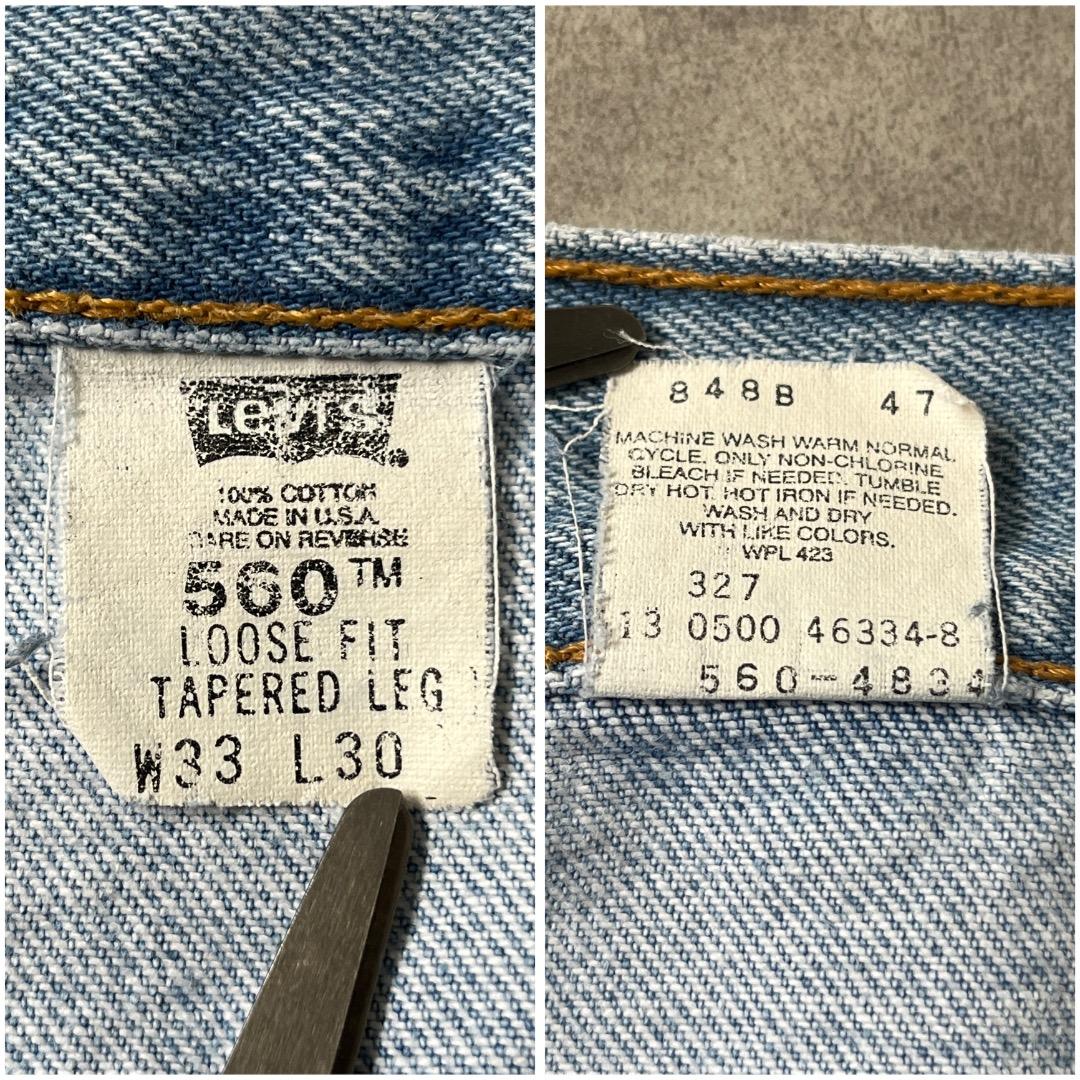 Levi's
100% COTTON
MADE IN U.S.A.
CARE ON REVERSE
560™
LOOSE FIT
TAPERED LEG
W33 L30
848B 47
MACHINE WASH WARM NORMAL
CYCLE. ONLY NON-CHLORINE
BLEACH IF NEEDED. TUMBLE
DRY HOT. HOT IRON IF NEEDED.
WASH AND DRY
WITH LIKE COLORS.
WPL 423
327
13 0500 46334-8
560-4834